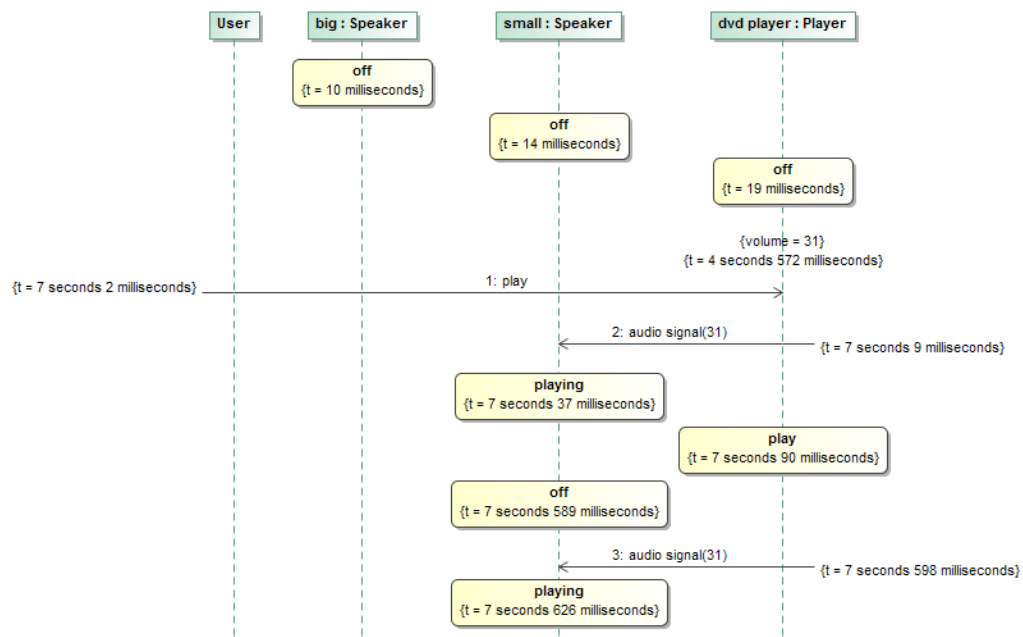 User
big : Speaker
small : Speaker
dvd player : Player
off
{t = 10 milliseconds}
off
{t = 14 milliseconds}
off
{t = 19 milliseconds}
{volume = 31}
{t = 4 seconds 572 milliseconds}
{t = 7 seconds 2 milliseconds}
1: play
2: audio signal(31)
{t = 7 seconds 9 milliseconds}
playing
{t = 7 seconds 37 milliseconds}
play
{t = 7 seconds 90 milliseconds}
off
{t = 7 seconds 589 milliseconds}
3: audio signal(31)
{t = 7 seconds 598 milliseconds}
playing
{t = 7 seconds 626 milliseconds}